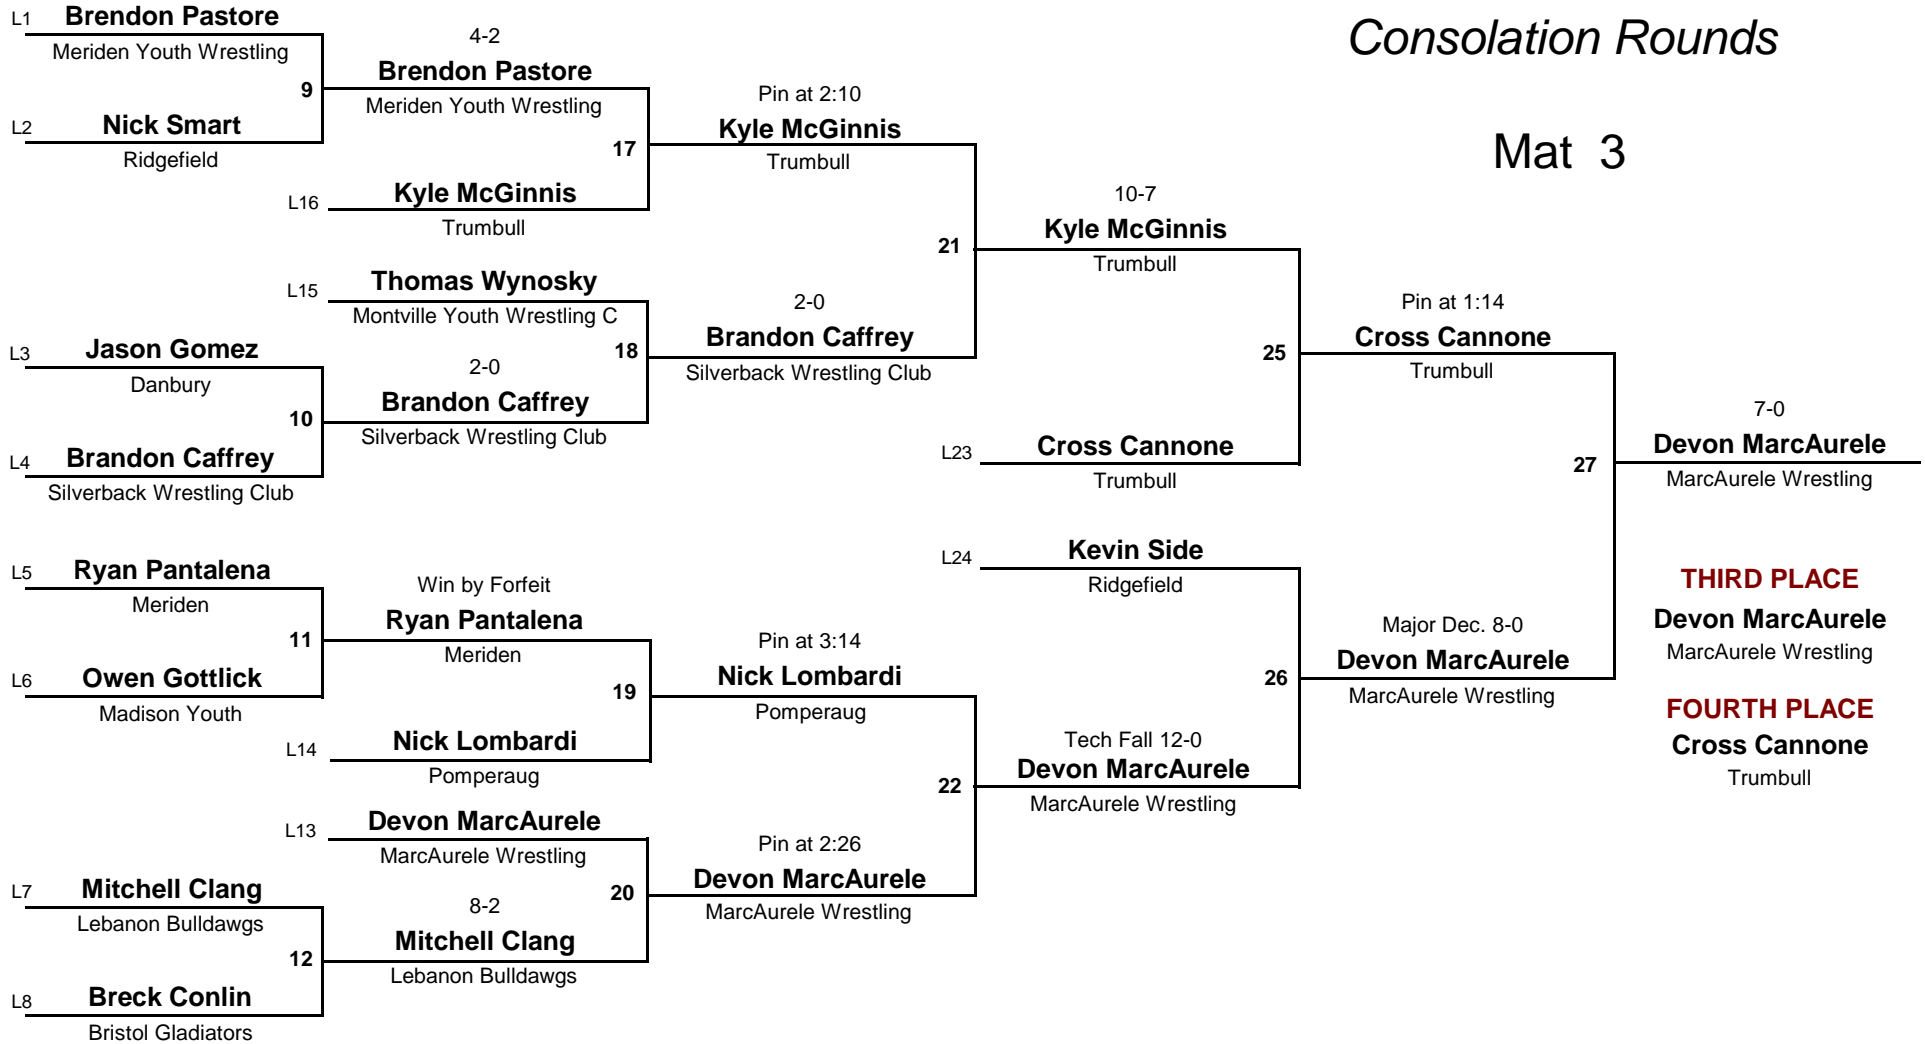 Consolation Rounds
Mat 3
L1 Brendon Pastore
Meriden Youth Wrestling
9
L2 Nick Smart
Ridgefield
4-2
Brendon Pastore
Meriden Youth Wrestling
17
L16 Kyle McGinnis
Trumbull
Pin at 2:10
Kyle McGinnis
Trumbull
L15 Thomas Wynosky
Montville Youth Wrestling C
18
L3 Jason Gomez
Danbury
10
L4 Brandon Caffrey
Silverback Wrestling Club
2-0
Brandon Caffrey
Silverback Wrestling Club
2-0
Brandon Caffrey
Silverback Wrestling Club
21
10-7
Kyle McGinnis
Trumbull
25
L23 Cross Cannone
Trumbull
Pin at 1:14
Cross Cannone
Trumbull
27
7-0
Devon MarcAurele
MarcAurele Wrestling
L5 Ryan Pantalena
Meriden
11
L6 Owen Gottlick
Madison Youth
Win by Forfeit
Ryan Pantalena
Meriden
19
L14 Nick Lombardi
Pomperaug
Pin at 3:14
Nick Lombardi
Pomperaug
L13 Devon MarcAurele
MarcAurele Wrestling
20
L7 Mitchell Clang
Lebanon Bulldawgs
12
L8 Breck Conlin
Bristol Gladiators
8-2
Mitchell Clang
Lebanon Bulldawgs
Pin at 2:26
Devon MarcAurele
MarcAurele Wrestling
22
L24 Kevin Side
Ridgefield
26
Tech Fall 12-0
Devon MarcAurele
MarcAurele Wrestling
Major Dec. 8-0
Devon MarcAurele
MarcAurele Wrestling
THIRD PLACE
Devon MarcAurele
MarcAurele Wrestling
FOURTH PLACE
Cross Cannone
Trumbull